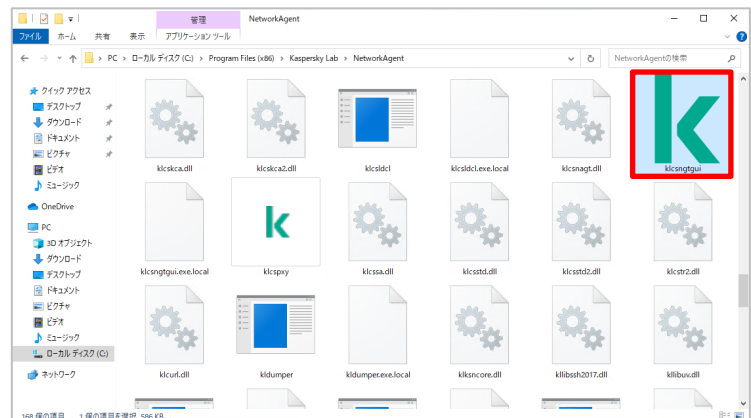 管理
NetworkAgent
ファイル ホーム 共有 表示 アプリケーション ツール
PC › ローカル ディスク (C:) › Program Files (x86) › Kaspersky Lab › NetworkAgent
NetworkAgentの検索
クイック アクセス
デスクトップ
ダウンロード
ドキュメント
ピクチャ
ビデオ
ミュージック
OneDrive
PC
3D オブジェクト
ダウンロード
デスクトップ
ドキュメント
ピクチャ
ビデオ
ミュージック
ローカル ディスク (C:)
ネットワーク
klcskca.dll
klcskca2.dll
klcsldcl
klcsldcl.exe.local
klcsnagt.dll
klcsngtgui
klcsngtgui.exe.local
klcspxy
klcssa.dll
klcsstd.dll
klcsstd2.dll
klcstr2.dll
klcurl.dll
kldumper
kldumper.exe.local
klksncore.dll
kllibssh2017.dll
kllibuv.dll
168 個の項目 1 個の項目を選択 586 KB